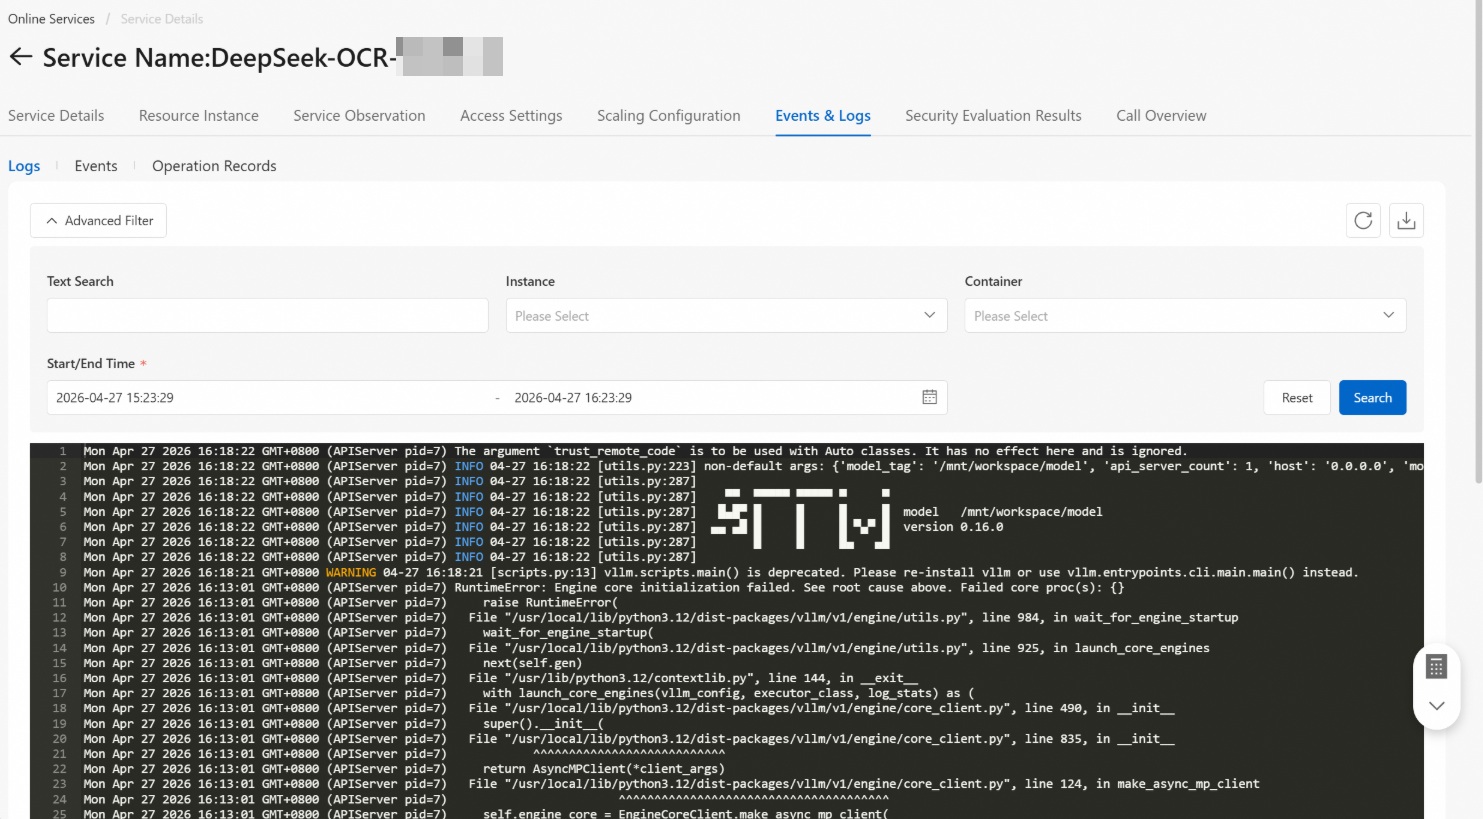 Online Services / Service Details
Service Name:DeepSeek-OCR-
Service Details Resource Instance Service Observation Access Settings Scaling Configuration Events & Logs Security Evaluation Results Call Overview
Logs Events Operation Records
Advanced Filter
Text Search Instance Container
Please Select Please Select
Start/End Time *
2026-04-27 15:23:29 - 2026-04-27 16:23:29 Reset Search
1 Mon Apr 27 2026 16:18:22 GMT+0800 (APIServer pid=7) The argument `trust_remote_code` is to be used with Auto classes. It has no effect here and is ignored.
2 Mon Apr 27 2026 16:18:22 GMT+0800 (APIServer pid=7) INFO 04-27 16:18:22 [utils.py:223] non-default args: {'model_tag': '/mnt/workspace/model', 'api_server_count': 1, 'host': '0.0.0.0', 'mo
3 Mon Apr 27 2026 16:18:22 GMT+0800 (APIServer pid=7) INFO 04-27 16:18:22 [utils.py:287]
4 Mon Apr 27 2026 16:18:22 GMT+0800 (APIServer pid=7) INFO 04-27 16:18:22 [utils.py:287]
5 Mon Apr 27 2026 16:18:22 GMT+0800 (APIServer pid=7) INFO 04-27 16:18:22 [utils.py:287] model /mnt/workspace/model
6 Mon Apr 27 2026 16:18:22 GMT+0800 (APIServer pid=7) INFO 04-27 16:18:22 [utils.py:287] version 0.16.0
7 Mon Apr 27 2026 16:18:22 GMT+0800 (APIServer pid=7) INFO 04-27 16:18:22 [utils.py:287]
8 Mon Apr 27 2026 16:18:22 GMT+0800 (APIServer pid=7) INFO 04-27 16:18:22 [utils.py:287]
9 Mon Apr 27 2026 16:18:21 GMT+0800 WARNING 04-27 16:18:21 [scripts.py:13] vllm.scripts.main() is deprecated. Please re-install vllm or use vllm.entrypoints.cli.main.main() instead.
10 Mon Apr 27 2026 16:13:01 GMT+0800 (APIServer pid=7) RuntimeError: Engine core initialization failed. See root cause above. Failed core proc(s): {}
11 Mon Apr 27 2026 16:13:01 GMT+0800 (APIServer pid=7) raise RuntimeError(
12 Mon Apr 27 2026 16:13:01 GMT+0800 (APIServer pid=7) File "/usr/local/lib/python3.12/dist-packages/vllm/v1/engine/utils.py", line 984, in wait_for_engine_startup
13 Mon Apr 27 2026 16:13:01 GMT+0800 (APIServer pid=7) wait_for_engine_startup(
14 Mon Apr 27 2026 16:13:01 GMT+0800 (APIServer pid=7) File "/usr/local/lib/python3.12/dist-packages/vllm/v1/engine/utils.py", line 925, in launch_core_engines
15 Mon Apr 27 2026 16:13:01 GMT+0800 (APIServer pid=7) next(self.gen)
16 Mon Apr 27 2026 16:13:01 GMT+0800 (APIServer pid=7) File "/usr/lib/python3.12/contextlib.py", line 144, in __exit__
17 Mon Apr 27 2026 16:13:01 GMT+0800 (APIServer pid=7) with launch_core_engines(vllm_config, executor_class, log_stats) as (
18 Mon Apr 27 2026 16:13:01 GMT+0800 (APIServer pid=7) File "/usr/local/lib/python3.12/dist-packages/vllm/v1/engine/core_client.py", line 490, in __init__
19 Mon Apr 27 2026 16:13:01 GMT+0800 (APIServer pid=7) super().__init__(
20 Mon Apr 27 2026 16:13:01 GMT+0800 (APIServer pid=7) File "/usr/local/lib/python3.12/dist-packages/vllm/v1/engine/core_client.py", line 835, in __init__
21 Mon Apr 27 2026 16:13:01 GMT+0800 (APIServer pid=7) ^^^^^^^^^^^^^^^^^^^^^^^^^^^
22 Mon Apr 27 2026 16:13:01 GMT+0800 (APIServer pid=7) return AsyncMPClient(*client_args)
23 Mon Apr 27 2026 16:13:01 GMT+0800 (APIServer pid=7) File "/usr/local/lib/python3.12/dist-packages/vllm/v1/engine/core_client.py", line 124, in make_async_mp_client
24 Mon Apr 27 2026 16:13:01 GMT+0800 (APIServer pid=7) ^^^^^^^^^^^^^^^^^^^^^^^^^^^^^^^^^^^^^^
25 Mon Apr 27 2026 16:13:01 GMT+0800 (APIServer pid=7) self.engine_core = EngineCoreClient.make_async_mp_client(